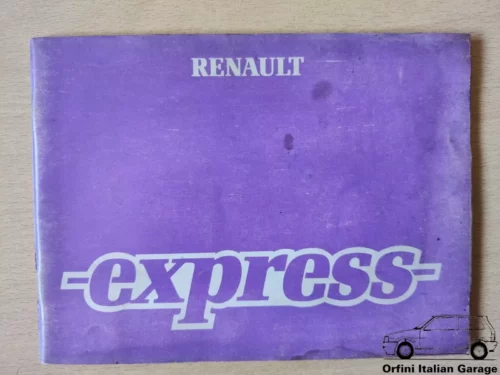 RENAULT
express
Orfini Italian Garage